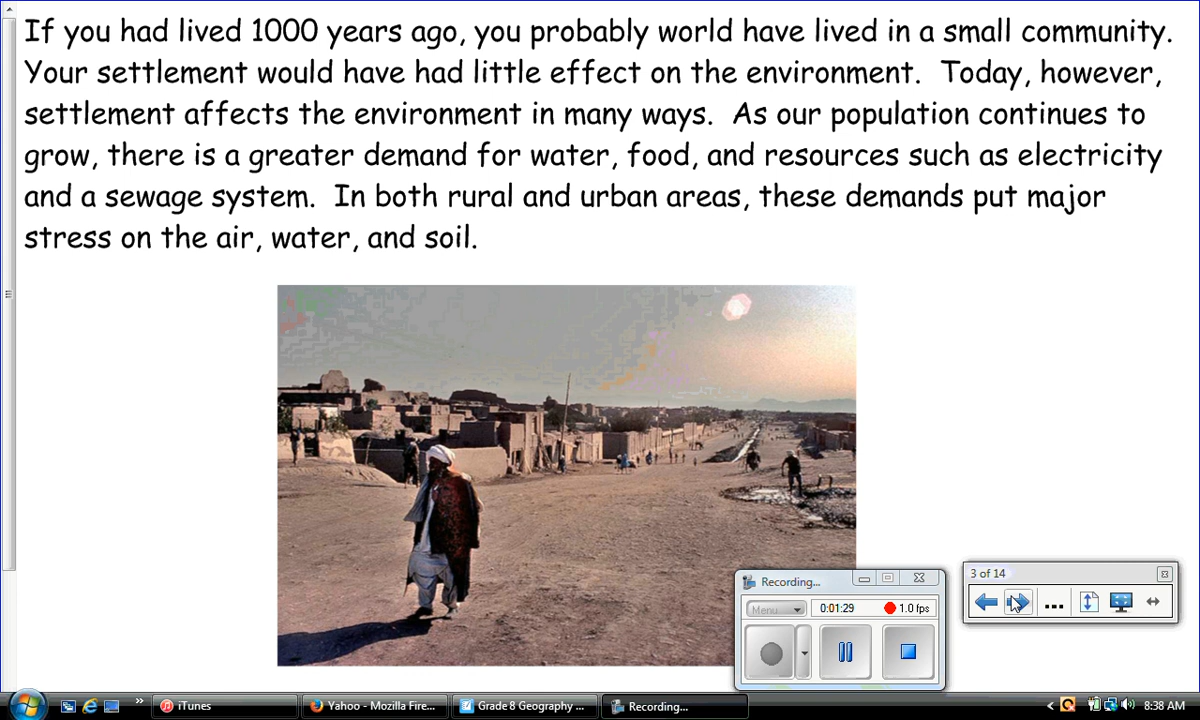 If you had lived 1000 years ago, you probably world have lived in a small community.
Your settlement would have had little effect on the environment. Today, however,
settlement affects the environment in many ways. As our population continues to
grow, there is a greater demand for water, food, and resources such as electricity
and a sewage system. In both rural and urban areas, these demands put major
stress on the air, water, and soil.
3 of 14
Recording...
Menu
0:01:29
1.0 fps
iTunes
Yahoo - Mozilla Fire...
Grade 8 Geography ...
Recording...
8:38 AM